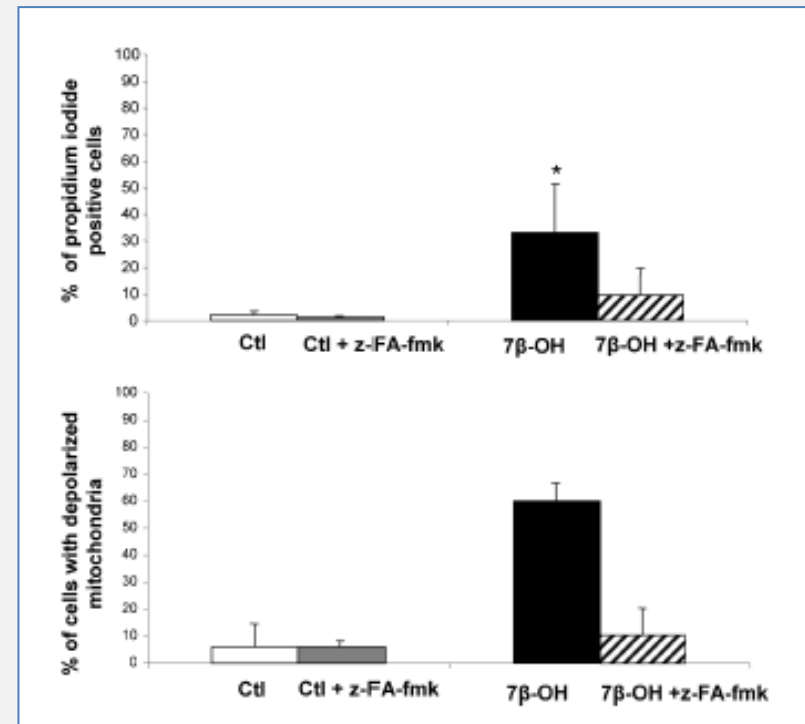 % of propidium iodide
positive cells
100
90
80
70
60
50
40
30
20
10
0
*
Ctl
Ctl + z-FA-fmk
7β-OH
7β-OH +z-FA-fmk
% of cells with depolarized
mitochondria
100
90
80
70
60
50
40
30
20
10
0
Ctl
Ctl + z-FA-fmk
7β-OH
7β-OH +z-FA-fmk